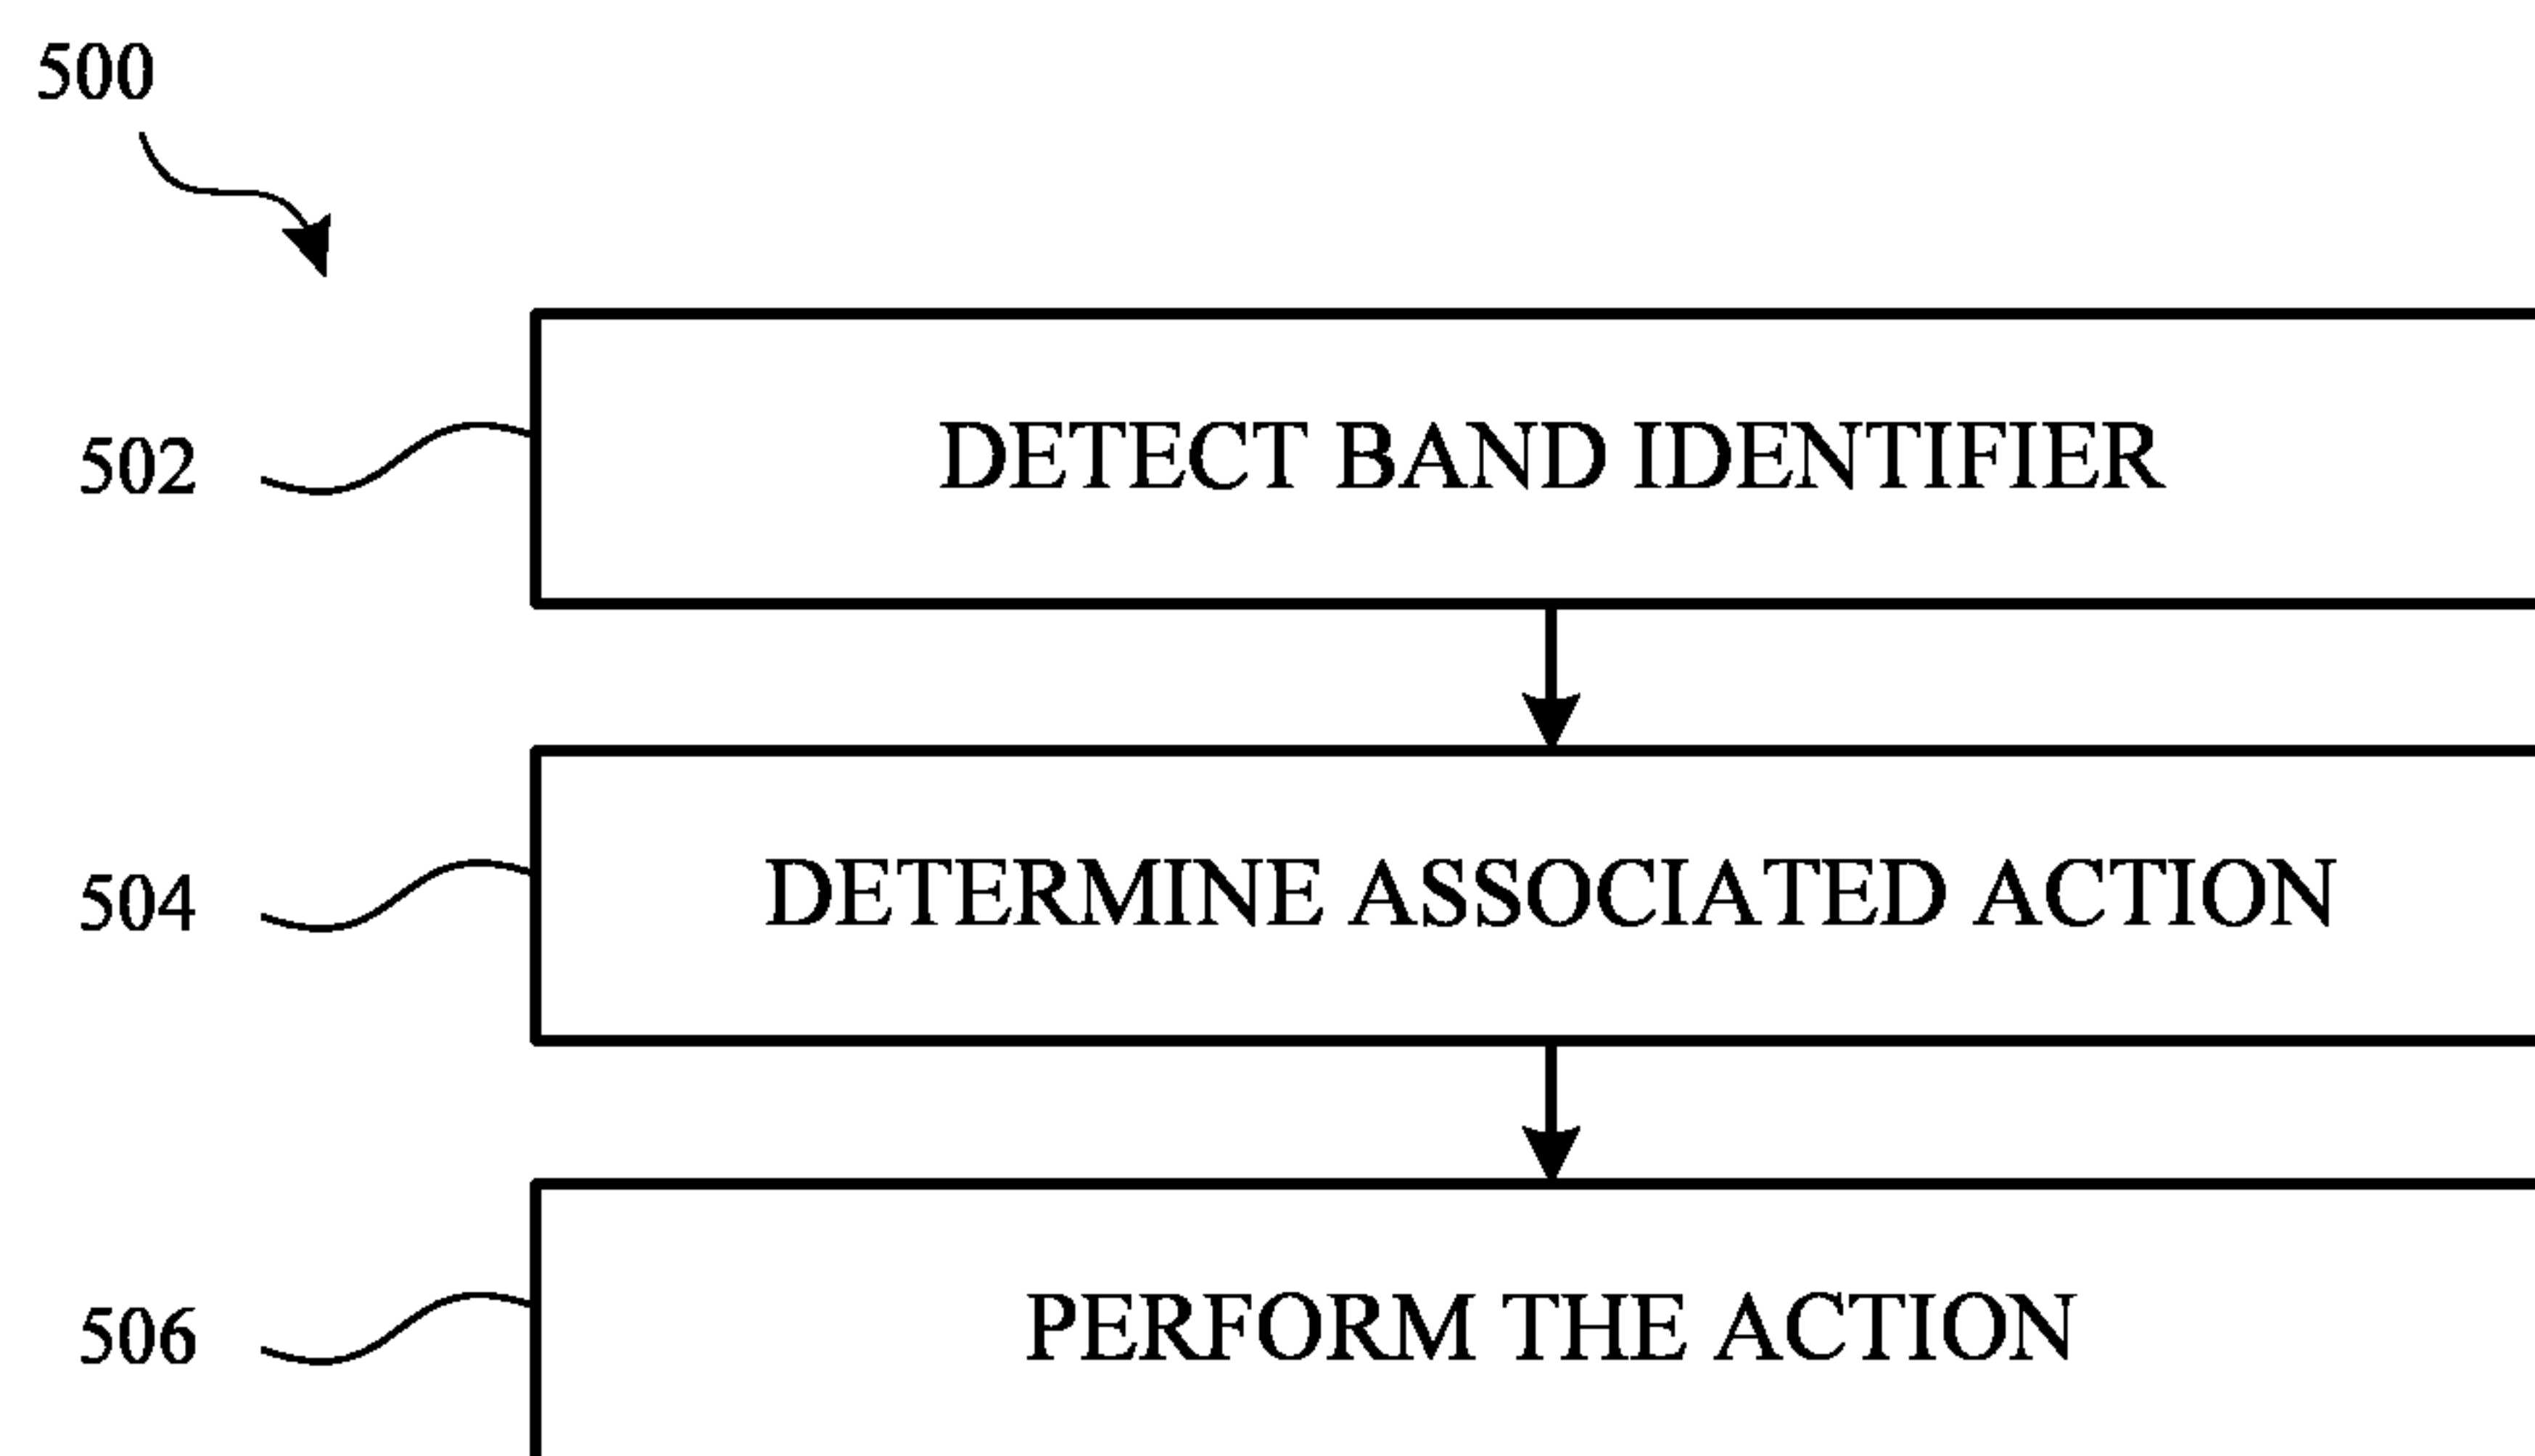 500
502
DETECT BAND IDENTIFIER
504
DETERMINE ASSOCIATED ACTION
506
PERFORM THE ACTION